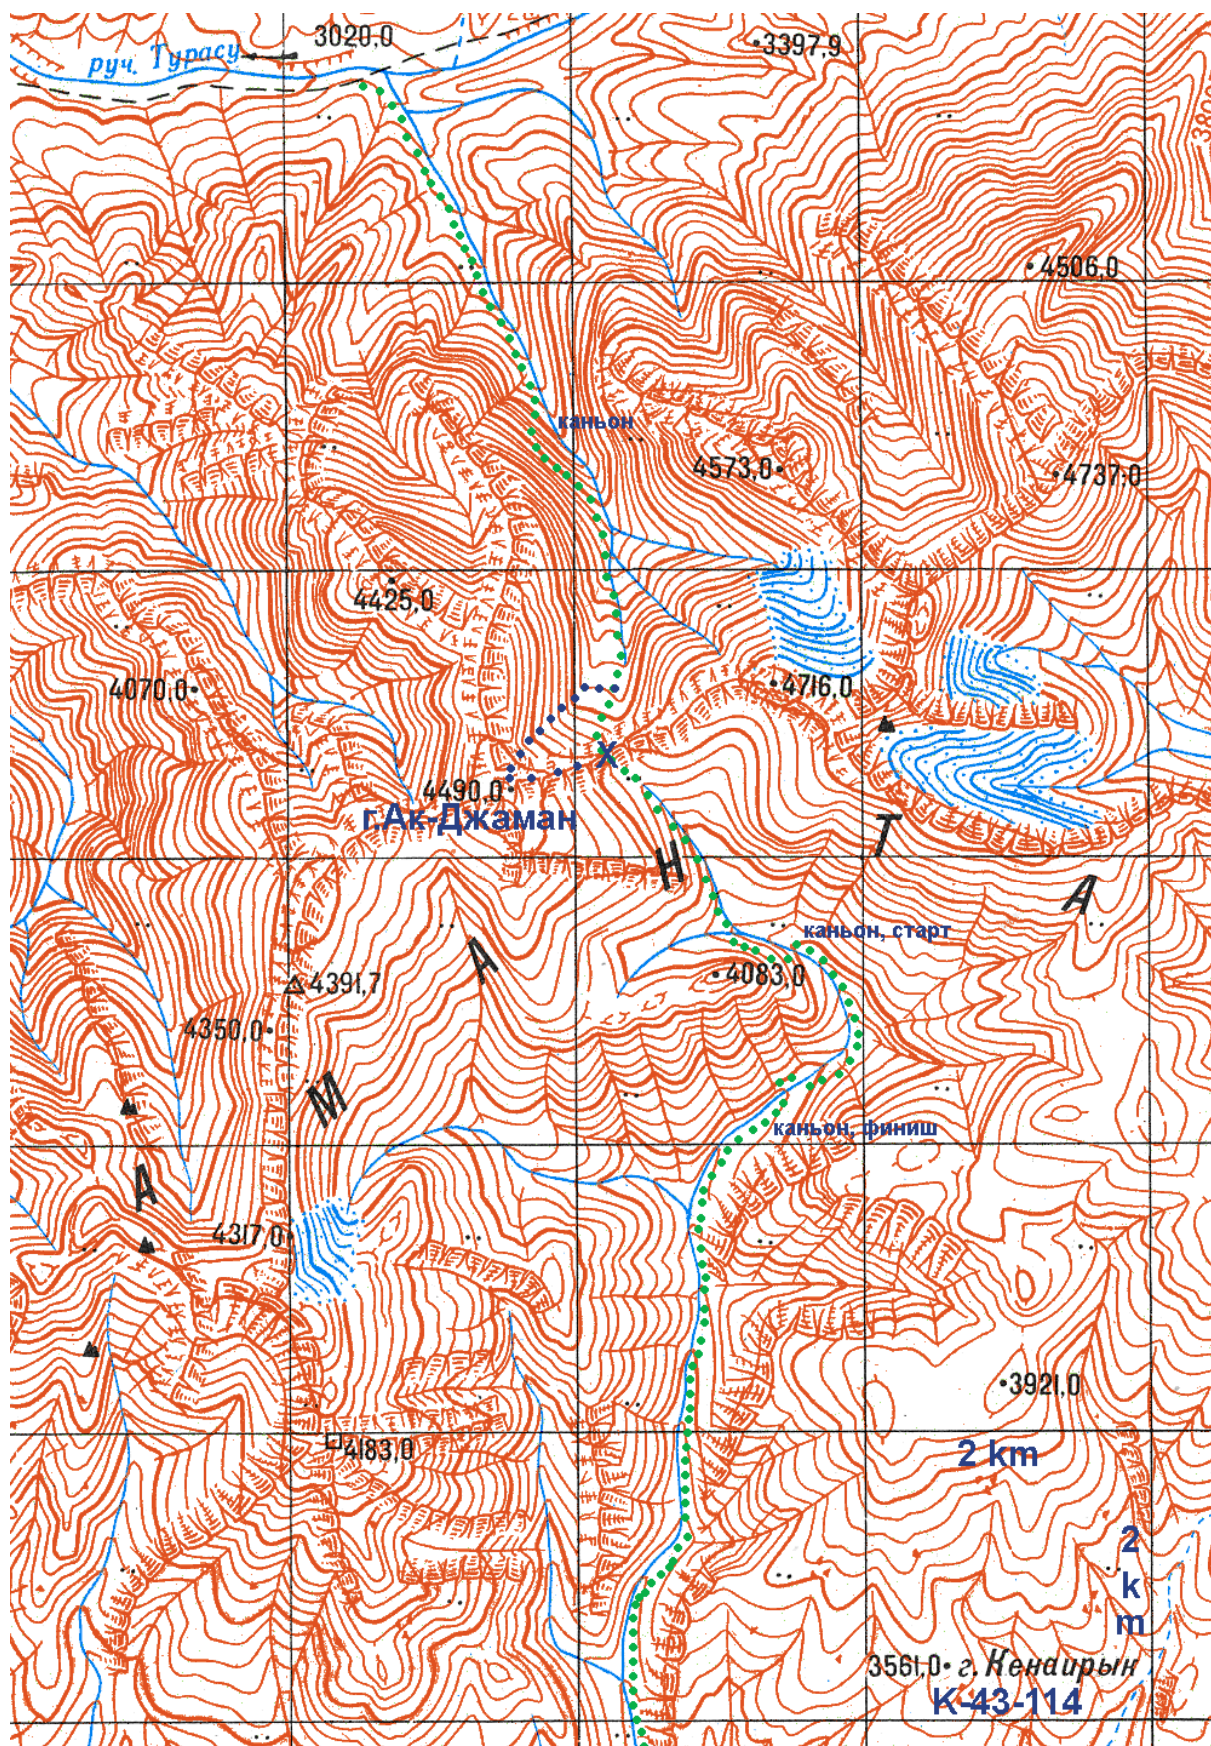 3020,0
3397,9
руч. Турасу
380
4506,0
каньон
4573,0
4737,0
4425,0
4070,0
4716,0
4490,0
X
г.Ак-Джаман
Т
Н
А
каньон, старт
А
4083,0
4391,7
4350,0
М
каньон, финиш
А
4317,0
3921,0
4183,0
2 km
2
k
m
3561,0 г. Кенаирык
K-43-114